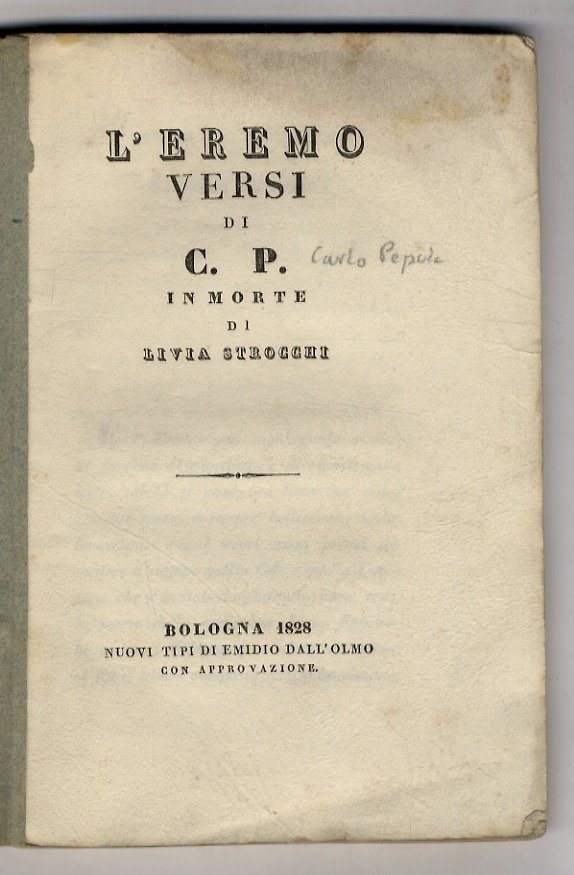 L'EREMO
VERSI
DI
C. P. Carlo Pepoli
IN MORTE
DI
LIVIA STROCCHI
BOLOGNA 1828
NUOVI TIPI DI EMIDIO DALL'OLMO
CON APPROVAZIONE.